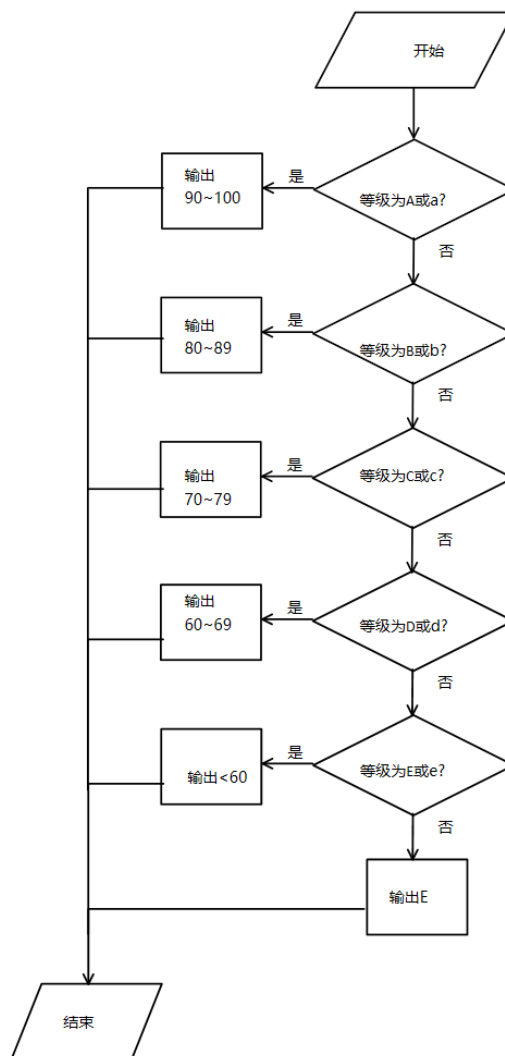 开始
等级为A或a?
是
输出
90~100
否
等级为B或b?
是
输出
80~89
否
等级为C或c?
是
输出
70~79
否
等级为D或d?
是
输出
60~69
否
等级为E或e?
是
输出<60
否
输出E
结束